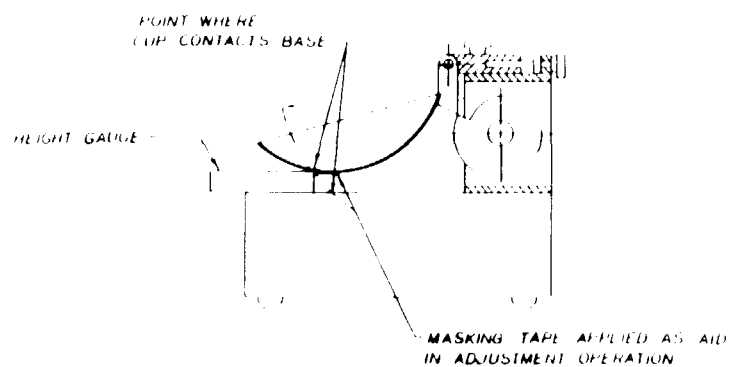 POINT WHERE
CUP CONTACTS BASE
HEIGHT GAUGE
MASKING TAPE APPLIED AS AID
IN ADJUSTMENT OPERATION